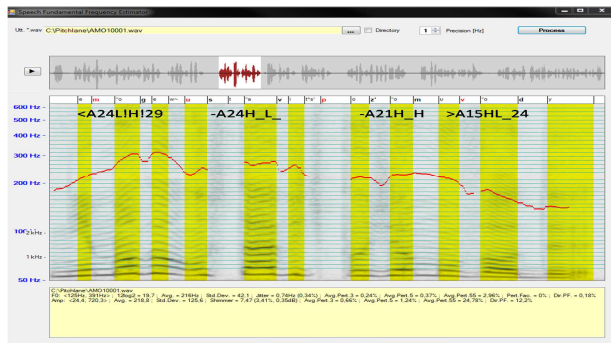 Speech Fundamental Frequency Estimator
Utt. *.wav C:\Pitchlane\AMO10001.wav ... Directory 1 Precision [Hz] Process
e m "o g e w~ u s t "e v i t's' p o z' "o m u v "o d r
<A24L!H!29 -A24H_L_ -A21H_H >A15HL_24
600 Hz -
500 Hz -
400 Hz -
300 Hz -
200 Hz -
2 kHz -
1 kHz -
50 Hz -
C:\Pitchlane\AMO10001.wav
F0: <125Hz, 391Hz> ; 12log2 = 19,7 ; Avg. = 216Hz ; Std.Dev. = 42,1 ; Jitter = 0,74Hz (0,34%) ; Avg.Pert.3 = 0,24% ; Avg.Pert.5 = 0,37% ; Avg.Pert.55 = 2,96% ; Pert.Fac. = 0% ; Dir.PF. = 0,18%
Amp: <24,4, 720,3> ; Avg. = 218,8 ; Std.Dev. = 125,6 ; Shimmer = 7,47 (3,41%, 0,35dB) ; Avg.Pert.3 = 0,66% ; Avg.Pert.5 = 1,24% ; Avg.Pert.55 = 24,78% ; Dir.PF. = 12,2%